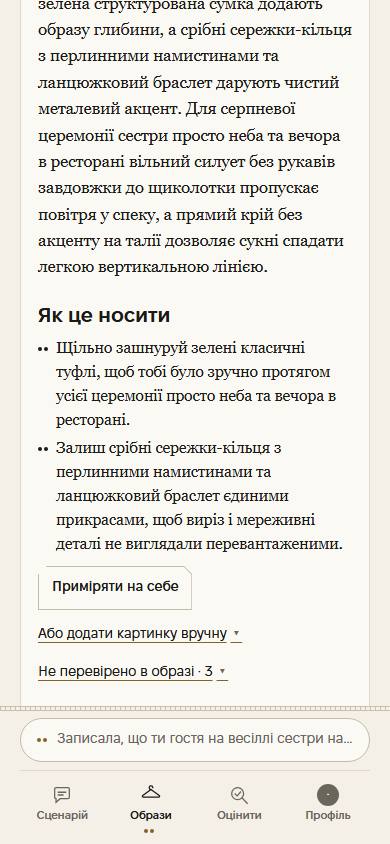 зелена структурована сумка додають
образу глибини, а срібні сережки-кільця
з перлинними намистинами та
ланцюжковий браслет дарують чистий
металевий акцент. Для серпневої
церемонії сестри просто неба та вечора
в ресторані вільний силует без рукавів
завдовжки до щиколотки пропускає
повітря у спеку, а прямий крій без
акценту на талії дозволяє сукні спадати
легкою вертикальною лінією.
Як це носити
Щільно зашнуруй зелені класичні
туфлі, щоб тобі було зручно протягом
усієї церемонії просто неба та вечора в
ресторані.
Залиш срібні сережки-кільця з
перлинними намистинами та
ланцюжковий браслет єдиними
прикрасами, щоб виріз і мереживні
деталі не виглядали перевантаженими.
Приміряти на себе
Або додати картинку вручну
Не перевірено в образі · 3
Записала, що ти гостя на весіллі сестри на...
Сценарій
Образи
Оцінити
Профіль